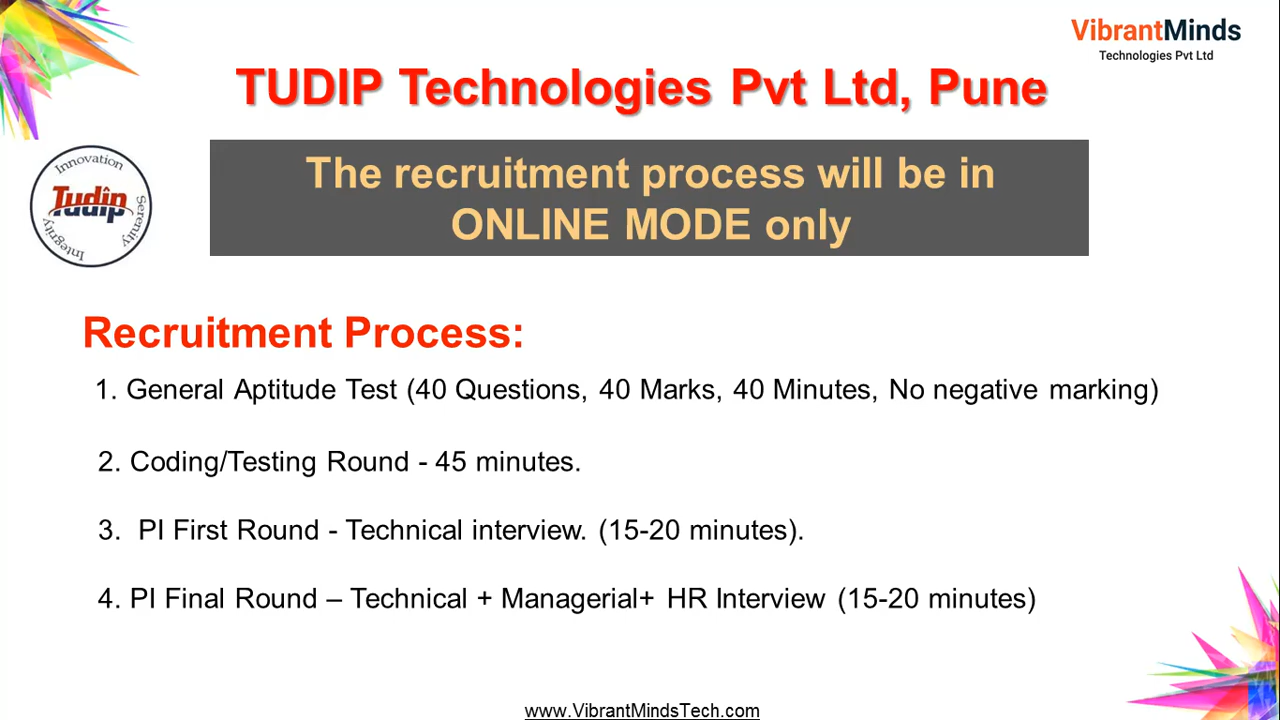 VibrantMinds
Technologies Pvt Ltd
TUDIP Technologies Pvt Ltd, Pune
Innovation
Tudip
Serenity
Integrity
The recruitment process will be in
ONLINE MODE only
Recruitment Process:
1. General Aptitude Test (40 Questions, 40 Marks, 40 Minutes, No negative marking)
2. Coding/Testing Round - 45 minutes.
3. PI First Round - Technical interview. (15-20 minutes).
4. PI Final Round – Technical + Managerial+ HR Interview (15-20 minutes)
www.VibrantMindsTech.com